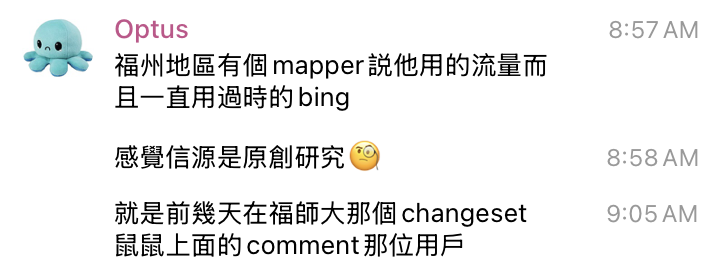 Optus 8:57 AM
福州地區有個mapper説他用的流量而
且一直用過時的bing
感覺信源是原創研究🧐 8:58 AM
就是前幾天在福師大那個changeset 9:05 AM
鼠鼠上面的comment那位用戶